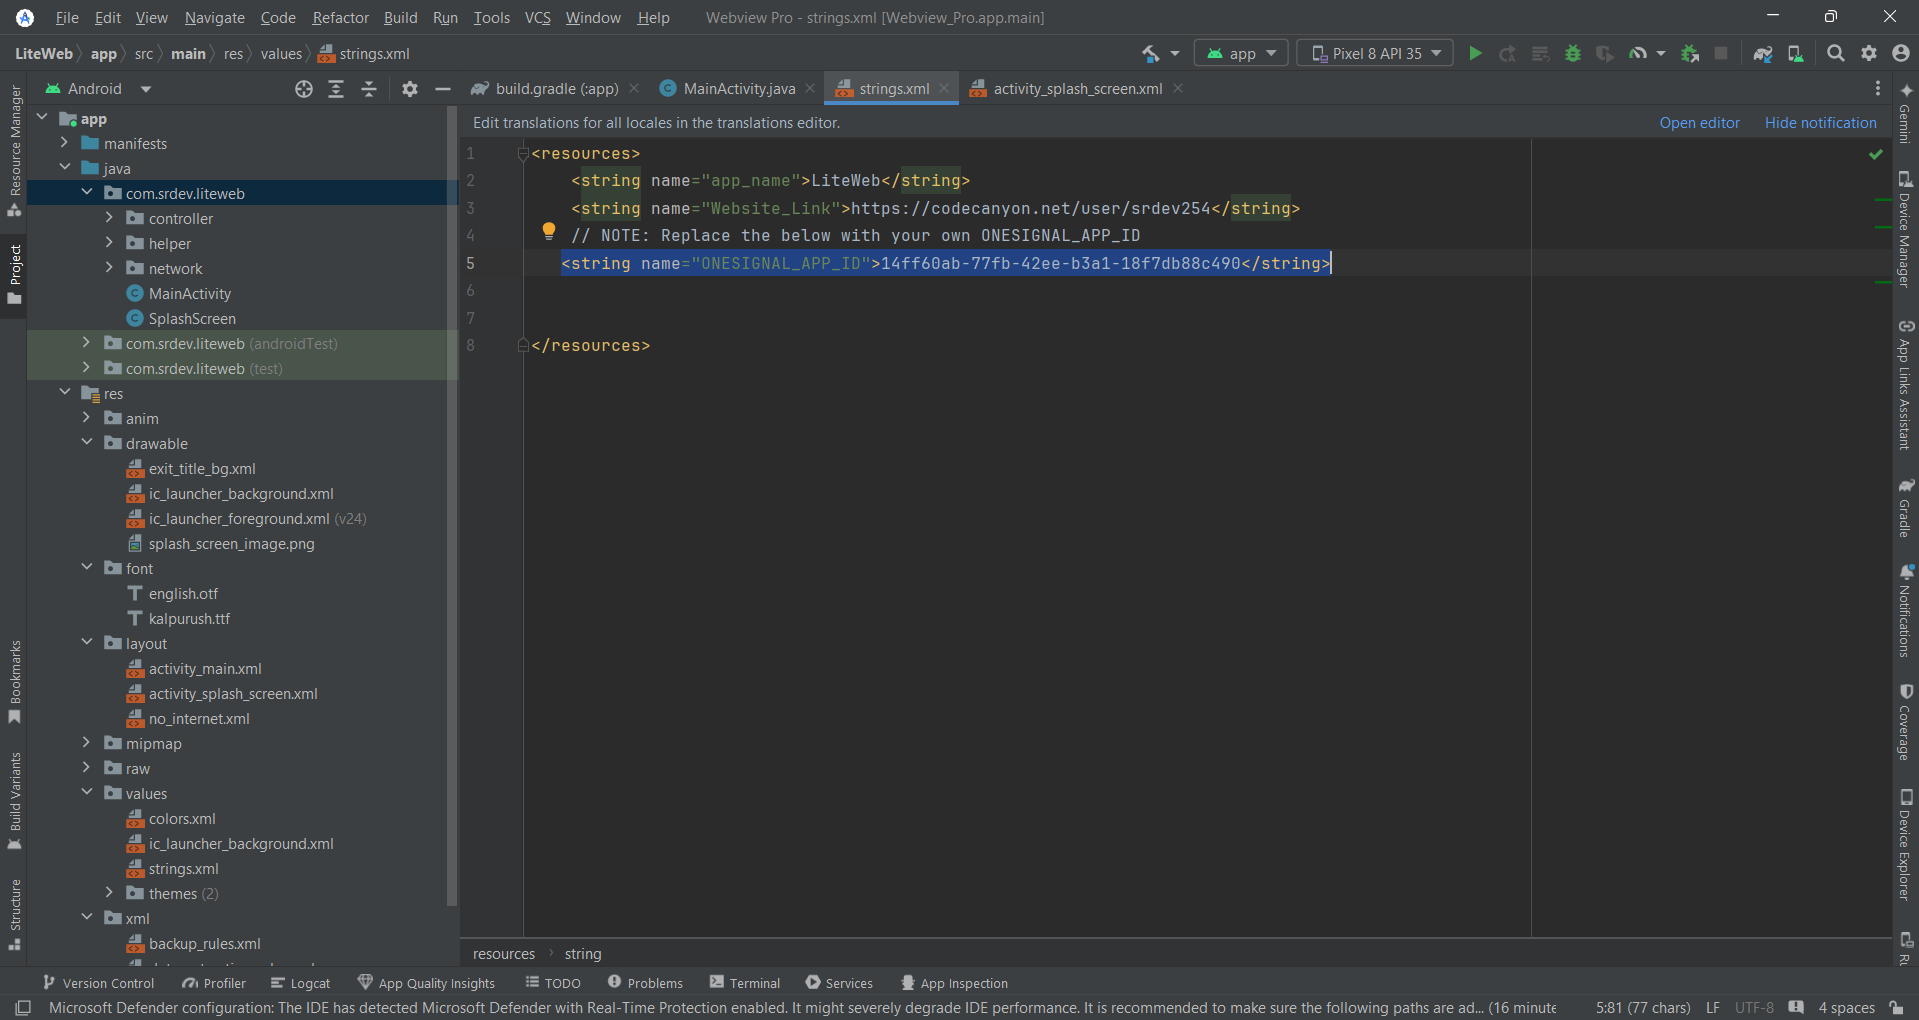 File Edit View Navigate Code Refactor Build Run Tools VCS Window Help Webview Pro - strings.xml [Webview_Pro.app.main]
LiteWeb app src main res values strings.xml app Pixel 8 API 35
Android build.gradle (:app) MainActivity.java strings.xml activity_splash_screen.xml
Edit translations for all locales in the translations editor. Open editor Hide notification
Resource Manager
Project
Bookmarks
Build Variants
Structure
app
manifests
java
com.srdev.liteweb
controller
helper
network
MainActivity
SplashScreen
com.srdev.liteweb (androidTest)
com.srdev.liteweb (test)
res
anim
drawable
exit_title_bg.xml
ic_launcher_background.xml
ic_launcher_foreground.xml (v24)
splash_screen_image.png
font
english.otf
kalpurush.ttf
layout
activity_main.xml
activity_splash_screen.xml
no_internet.xml
mipmap
raw
values
colors.xml
ic_launcher_background.xml
strings.xml
themes (2)
xml
backup_rules.xml
1 <resources>
2 <string name="app_name">LiteWeb</string>
3 <string name="Website_Link">https://codecanyon.net/user/srdev254</string>
4 // NOTE: Replace the below with your own ONESIGNAL_APP_ID
5 <string name="ONESIGNAL_APP_ID">14ff60ab-77fb-42ee-b3a1-18f7db88c490</string>
6
7
8 </resources>
resources string
Gemini
Device Manager
App Links Assistant
Gradle
Notifications
Coverage
Device Explorer
Version Control Profiler Logcat App Quality Insights TODO Problems Terminal Services App Inspection
Microsoft Defender configuration: The IDE has detected Microsoft Defender with Real-Time Protection enabled. It might severely degrade IDE performance. It is recommended to make sure the following paths are ad... (16 minute 5:81 (77 chars) LF UTF-8 4 spaces